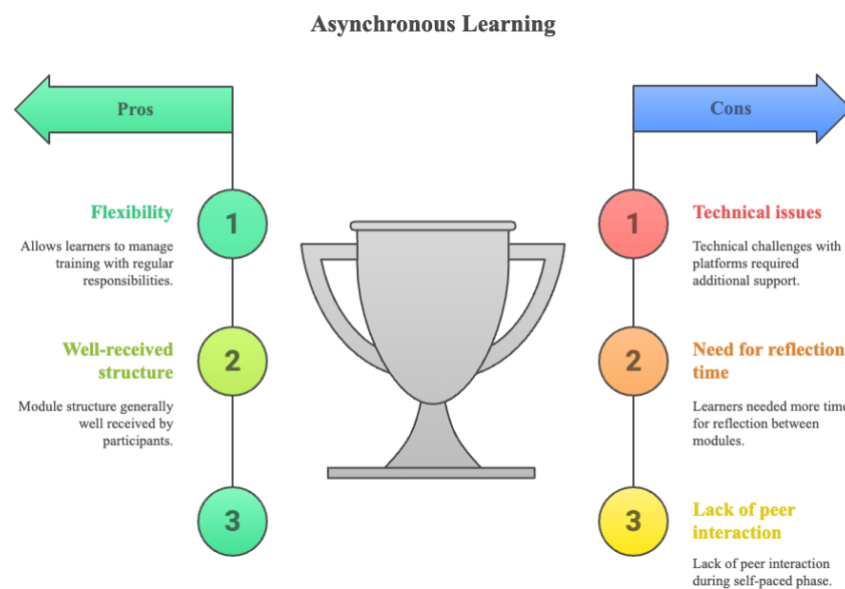 Asynchronous Learning
Pros
Flexibility
1
Allows learners to manage
training with regular
responsibilities.
Well-received
structure
2
Module structure generally
well received by
participants.
3
Cons
1
Technical issues
Technical challenges with
platforms required
additional support.
2
Need for reflection
time
Learners needed more time
for reflection between
modules.
3
Lack of peer
interaction
Lack of peer interaction
during self-paced phase.